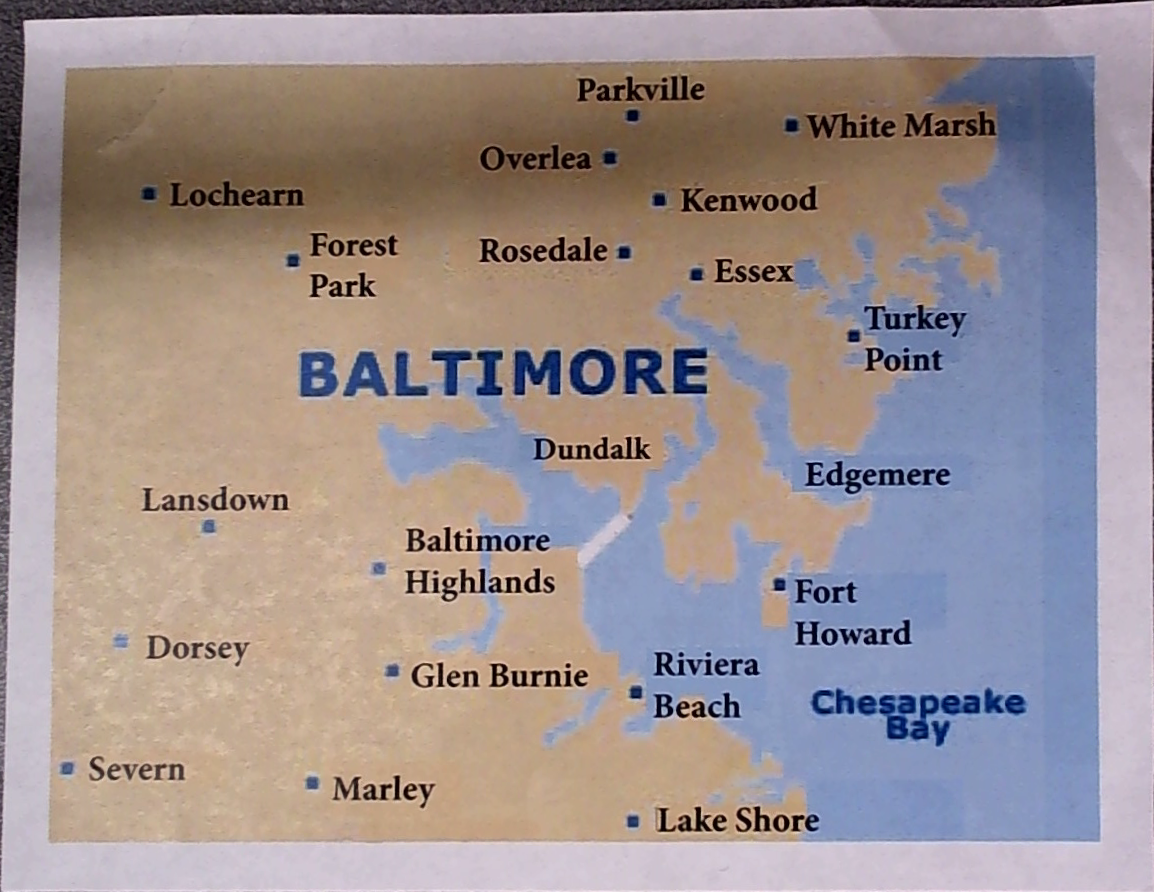 Parkville
White Marsh
Overlea
Lochearn
Kenwood
Forest
Park
Rosedale
Essex
Turkey
Point
BALTIMORE
Dundalk
Edgemere
Lansdown
Baltimore
Highlands
Fort
Howard
Dorsey
Glen Burnie
Riviera
Beach
Chesapeake
Bay
Severn
Marley
Lake Shore